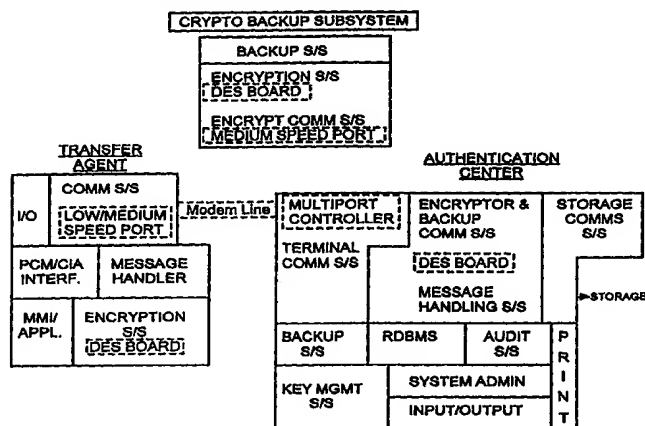 CRYPTO BACKUP SUBSYSTEM
BACKUP S/S
ENCRYPTION S/S
DES BOARD
ENCRYPT COMM S/S
MEDIUM SPEED PORT
TRANSFER
AGENT
I/O
COMM S/S
LOW/MEDIUM
SPEED PORT
PCM/CIA
INTERF.
MESSAGE
HANDLER
MMI/
APPL.
ENCRYPTION
S/S
DES BOARD
Modem Line
AUTHENTICATION
CENTER
MULTIPORT
CONTROLLER
TERMINAL
COMM S/S
ENCRYPTOR &
BACKUP
COMM S/S
DES BOARD
MESSAGE
HANDLING S/S
STORAGE
COMMS
S/S
STORAGE
BACKUP
S/S
RDBMS
AUDIT
S/S
PRINT
KEY MGMT
S/S
SYSTEM ADMIN
INPUT/OUTPUT